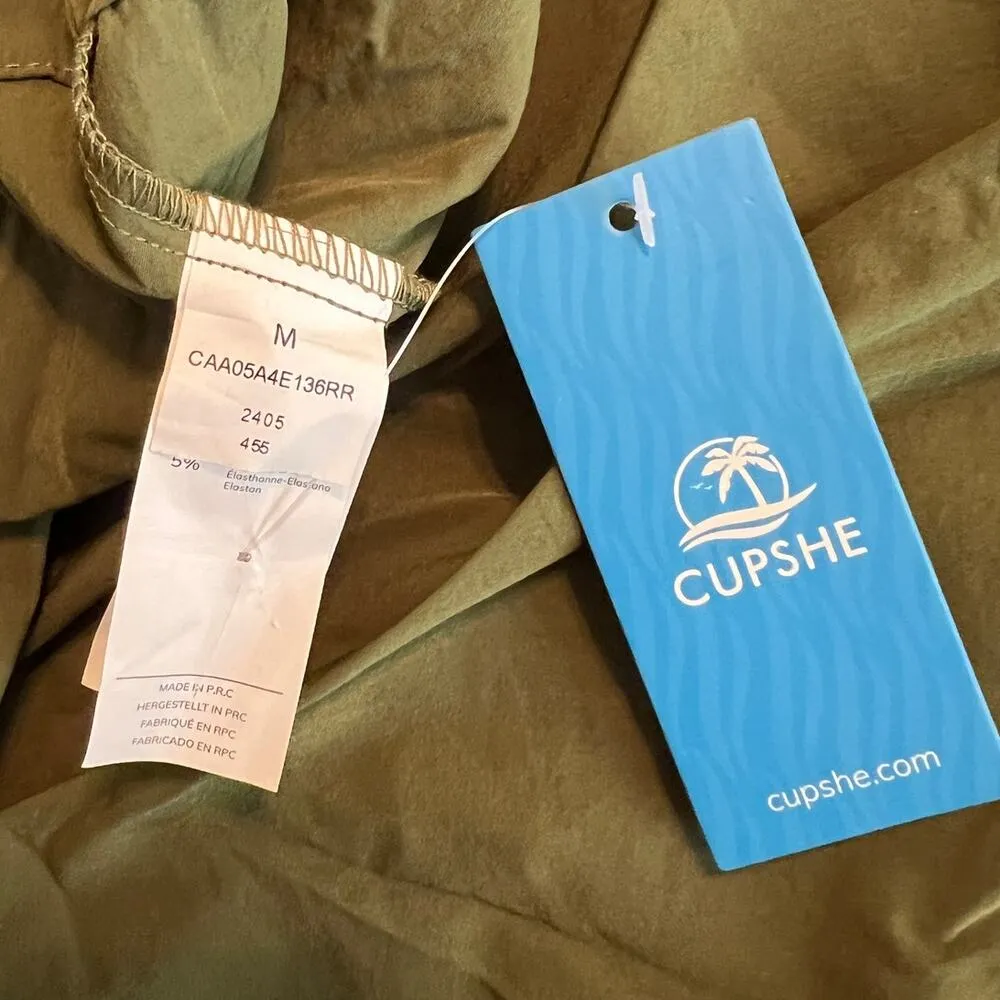 M
CAA05A4E136RR
2405
455
5%
Élasthanne-Elastano
Elastan
MADE IN P.R.C
HERGESTELLT IN PRC
FABRIQUÉ EN RPC
FABRICADO EN RPC
CUPSHE
cupshe.com